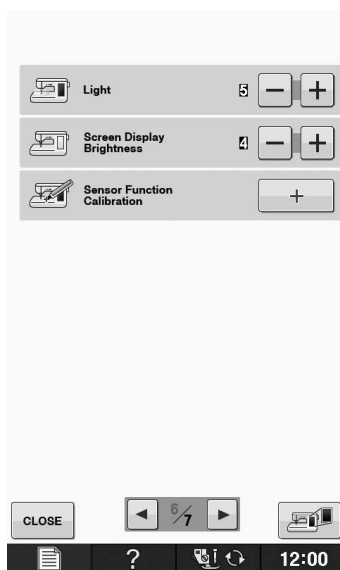 Light 5 − +
Screen Display
Brightness 4 − +
Sensor Function
Calibration +
CLOSE
6/7
?
12:00